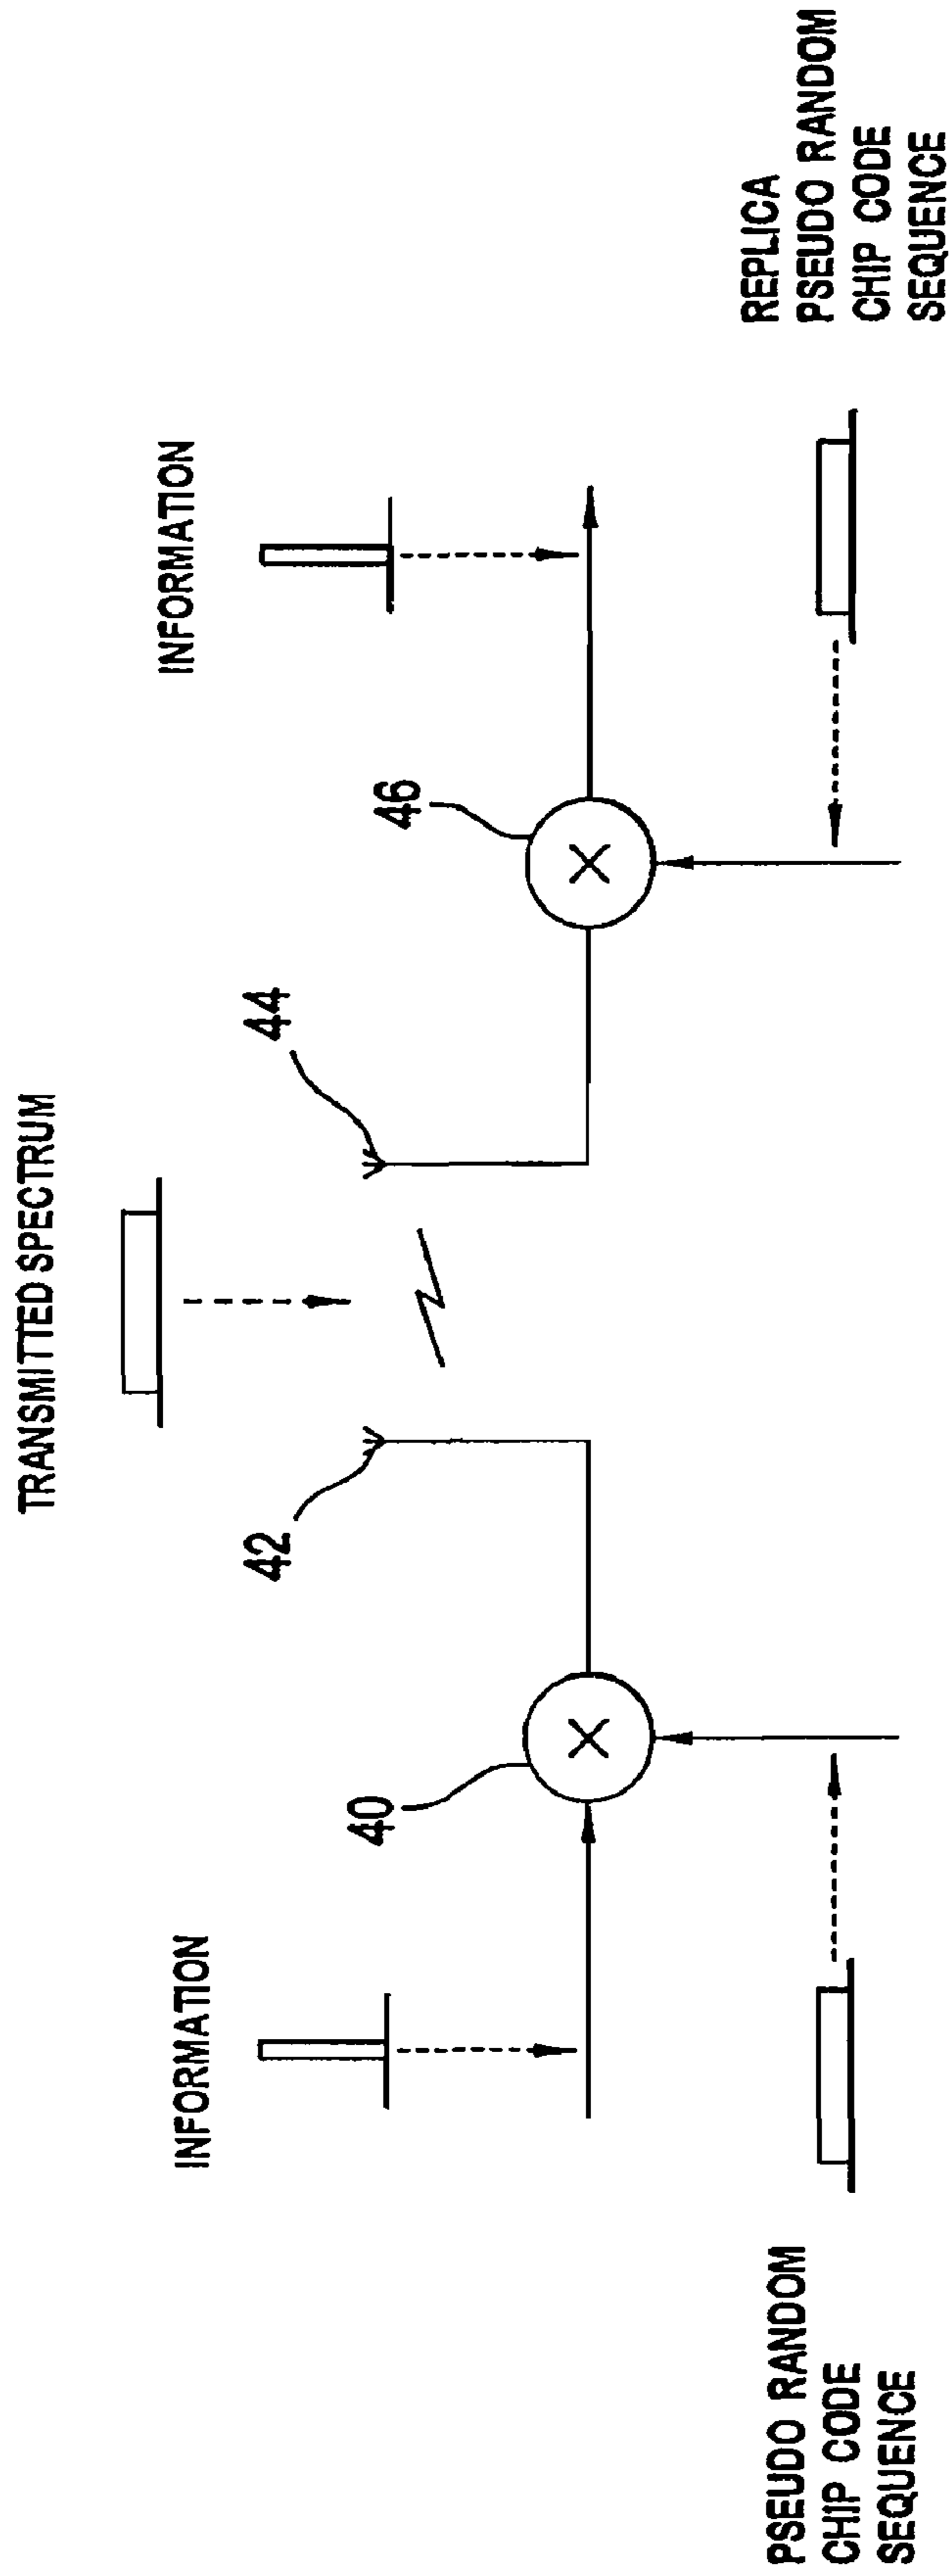 TRANSMITTED SPECTRUM
INFORMATION
INFORMATION
42
44
40
46
PSEUDO RANDOM
CHIP CODE
SEQUENCE
REPLICA
PSEUDO RANDOM
CHIP CODE
SEQUENCE